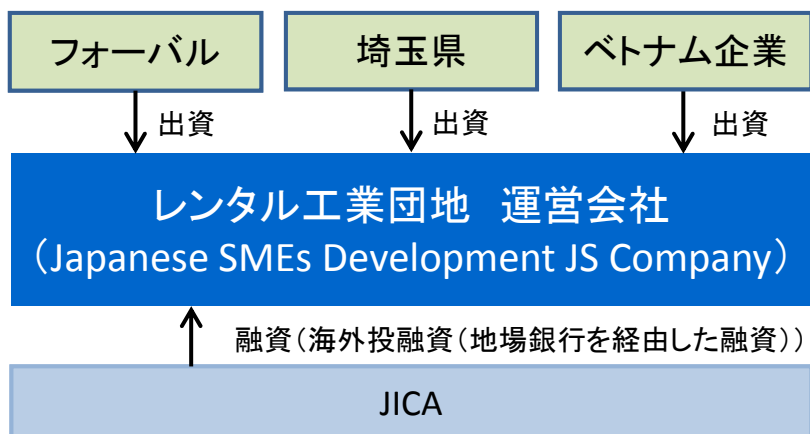 フォーバル
埼玉県
ベトナム企業
出資
出資
出資
レンタル工業団地　運営会社
（Japanese SMEs Development JS Company）
融資（海外投融資（地場銀行を経由した融資））
JICA